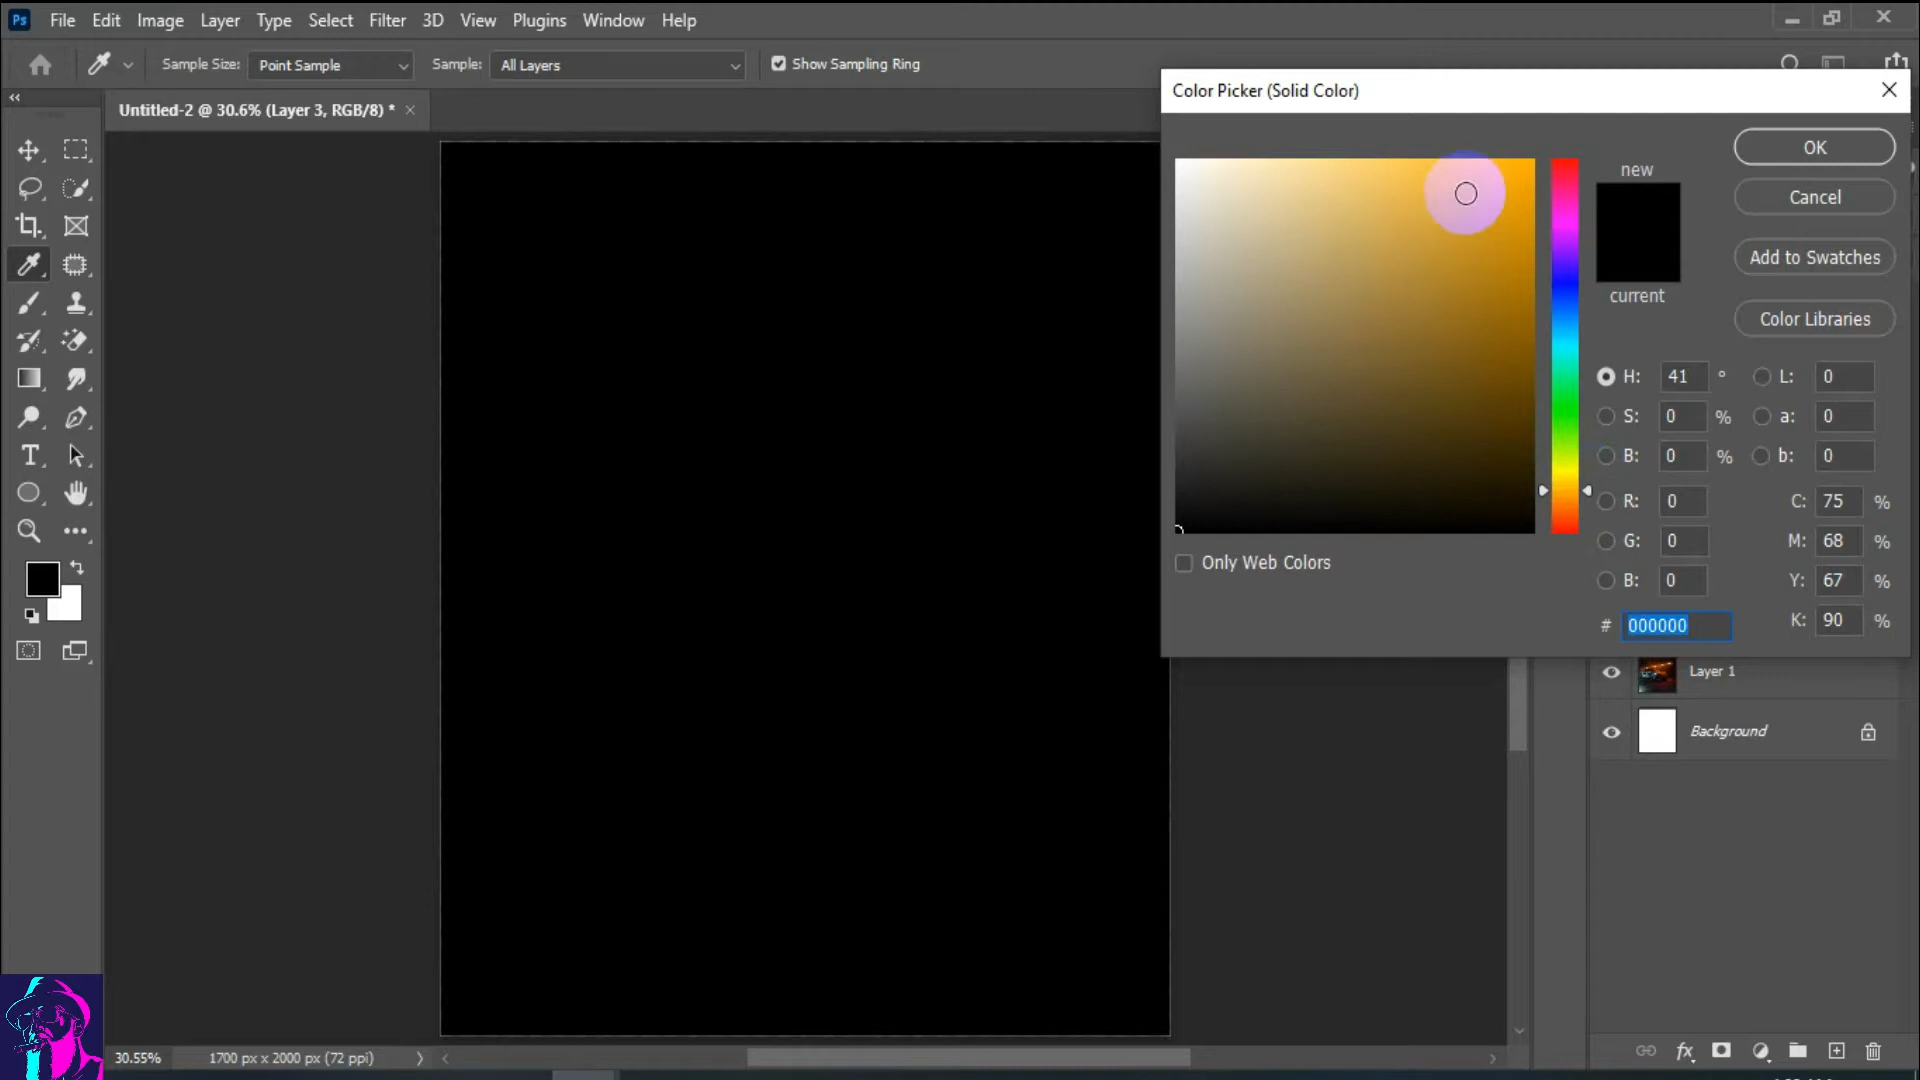 Ps File Edit Image Layer Type Select Filter 3D View Plugins Window Help
Sample Size: Point Sample Sample: All Layers Show Sampling Ring
Untitled-2 @ 30.6% (Layer 3, RGB/8) *
Color Picker (Solid Color)
OK
new
Cancel
Add to Swatches
current
Color Libraries
H: 41 ° L: 0
S: 0 % a: 0
B: 0 % b: 0
R: 0 C: 75 %
G: 0 M: 68 %
Only Web Colors
B: 0 Y: 67 %
# 000000 K: 90 %
T
Layer 1
Background
fx
30.55% 1700 px x 2000 px (72 ppi)